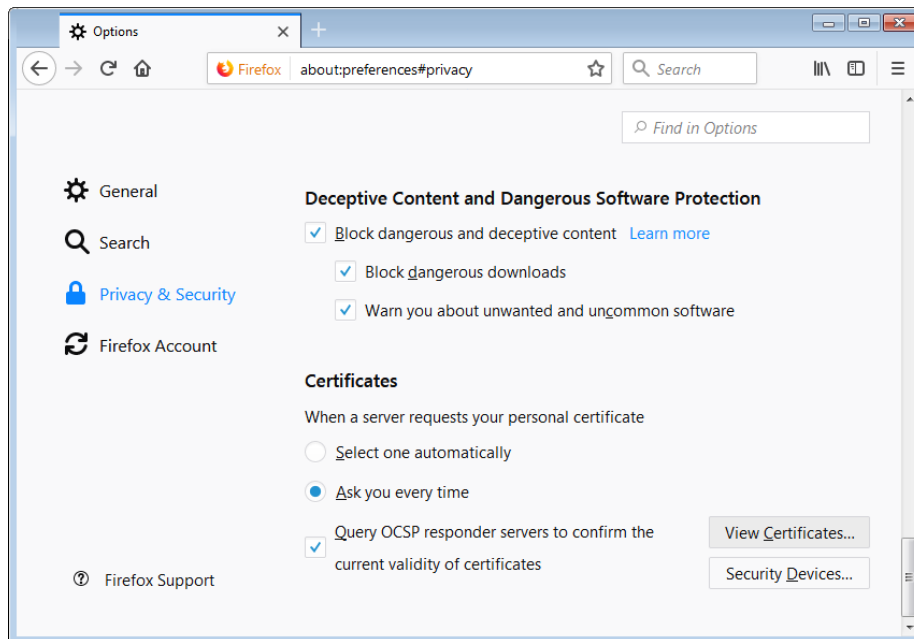 Options
Firefox about:preferences#privacy Search
Find in Options
General
Search
Privacy & Security
Firefox Account
Firefox Support
Deceptive Content and Dangerous Software Protection
Block dangerous and deceptive content Learn more
Block dangerous downloads
Warn you about unwanted and uncommon software
Certificates
When a server requests your personal certificate
Select one automatically
Ask you every time
Query OCSP responder servers to confirm the
current validity of certificates
View Certificates...
Security Devices...